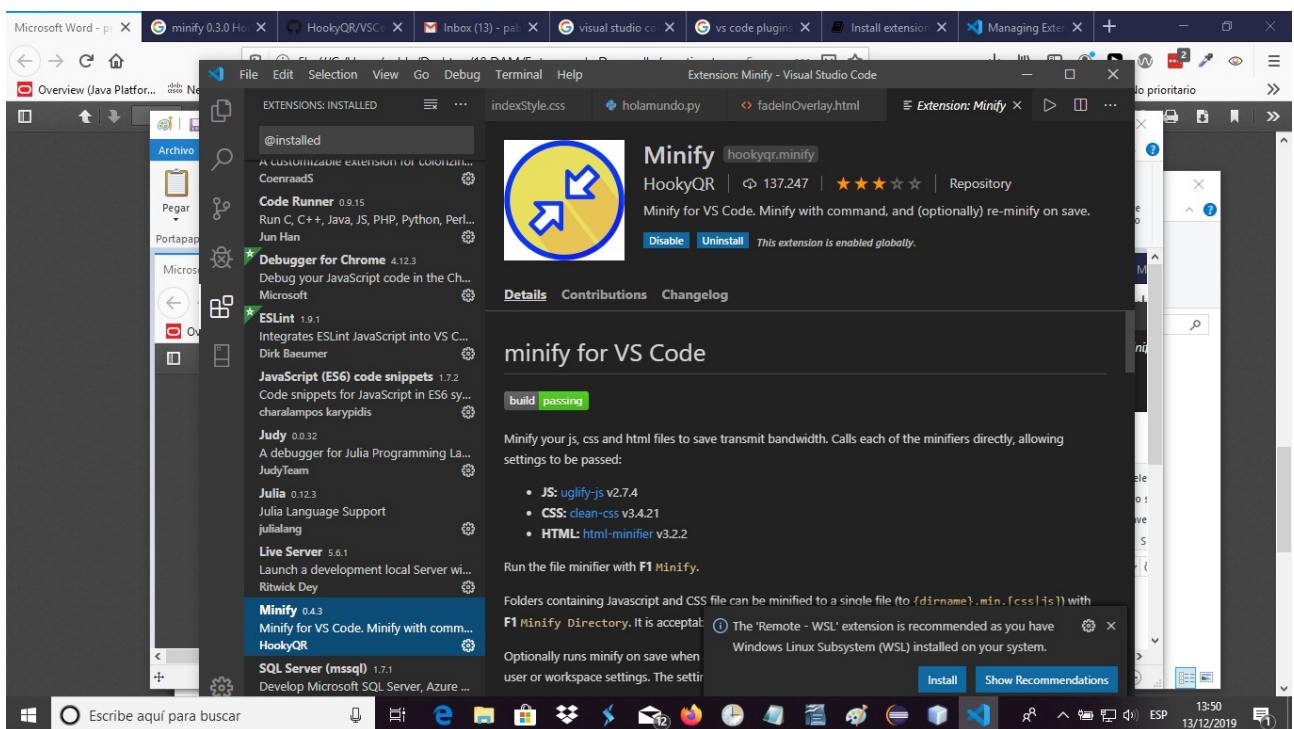 Microsoft Word - pr
minify 0.3.0 Ho
HookyQR/VSCo
Inbox (13) - pab
visual studio co
vs code plugins
Install extension
Managing Exter
File Edit Selection View Go Debug Terminal Help
Extension: Minify - Visual Studio Code
Overview (Java Platfor...
No prioritario
EXTENSIONS: INSTALLED
indexStyle.css
holamundo.py
fadeInOverlay.html
Extension: Minify
@installed
Archivo
Pegar
Portapap
Micros
A customizable extension for colorizin...
CoenraadS
Code Runner 0.9.15
Run C, C++, Java, JS, PHP, Python, Perl...
Jun Han
Debugger for Chrome 4.12.3
Debug your JavaScript code in the Ch...
Microsoft
ESLint 1.9.1
Integrates ESLint JavaScript into VS C...
Dirk Baeumer
JavaScript (ES6) code snippets 1.7.2
Code snippets for JavaScript in ES6 sy...
charalampos karypidis
Judy 0.0.32
A debugger for Julia Programming La...
JudyTeam
Julia 0.12.3
Julia Language Support
julialang
Live Server 5.6.1
Launch a development local Server wi...
Ritwick Dey
Minify 0.4.3
Minify for VS Code. Minify with comm...
HookyQR
SQL Server (mssql) 1.7.1
Develop Microsoft SQL Server, Azure ...
Minify hookyqr.minify
HookyQR 137.247 Repository
Minify for VS Code. Minify with command, and (optionally) re-minify on save.
Disable Uninstall This extension is enabled globally.
Details Contributions Changelog
minify for VS Code
build passing
Minify your js, css and html files to save transmit bandwidth. Calls each of the minifiers directly, allowing
settings to be passed:
• JS: uglify-js v2.7.4
• CSS: clean-css v3.4.21
• HTML: html-minifier v3.2.2
Run the file minifier with F1 Minify.
Folders containing Javascript and CSS file can be minified to a single file (to {dirname}.min.[css|js]) with
F1 Minify Directory. It is acceptab
Optionally runs minify on save when
user or workspace settings. The settin
The 'Remote - WSL' extension is recommended as you have
Windows Linux Subsystem (WSL) installed
on your system.
Install Show Recommendations
Escribe aquí para buscar
12
ESP
13:50
13/12/2019
1